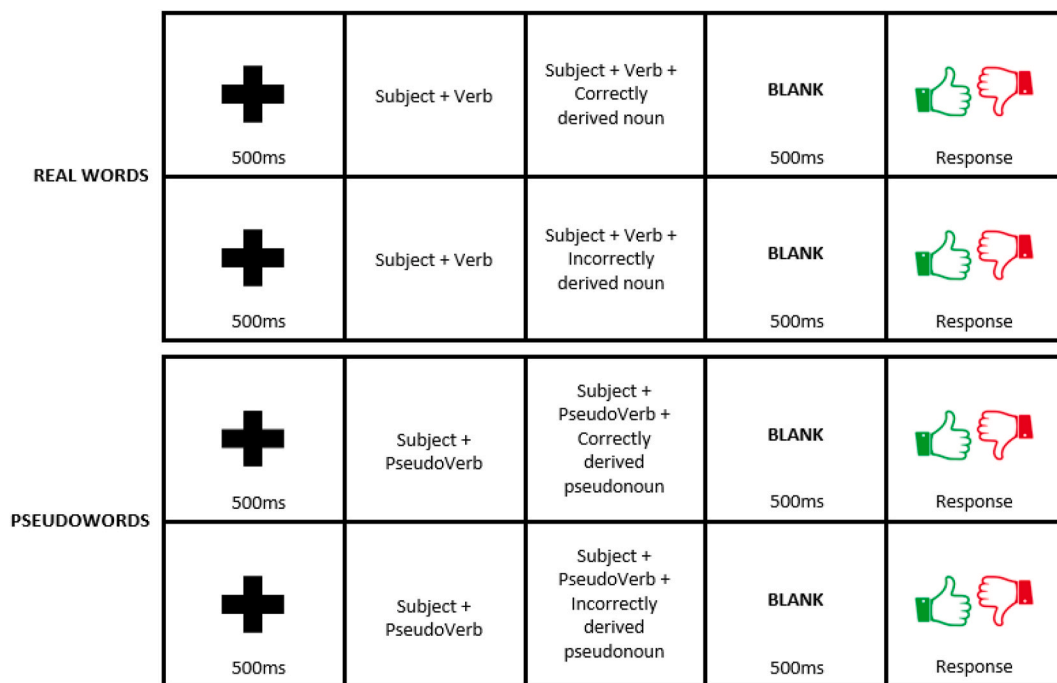 Subject + Verb
Subject + Verb +
Correctly
derived noun
BLANK
500ms
500ms
Response
REAL WORDS
Subject + Verb
Subject + Verb +
Incorrectly
derived noun
BLANK
500ms
500ms
Response
Subject +
PseudoVerb
Subject +
PseudoVerb +
Correctly
derived
pseudonoun
BLANK
500ms
500ms
Response
PSEUDOWORDS
Subject +
PseudoVerb
Subject +
PseudoVerb +
Incorrectly
derived
pseudonoun
BLANK
500ms
500ms
Response